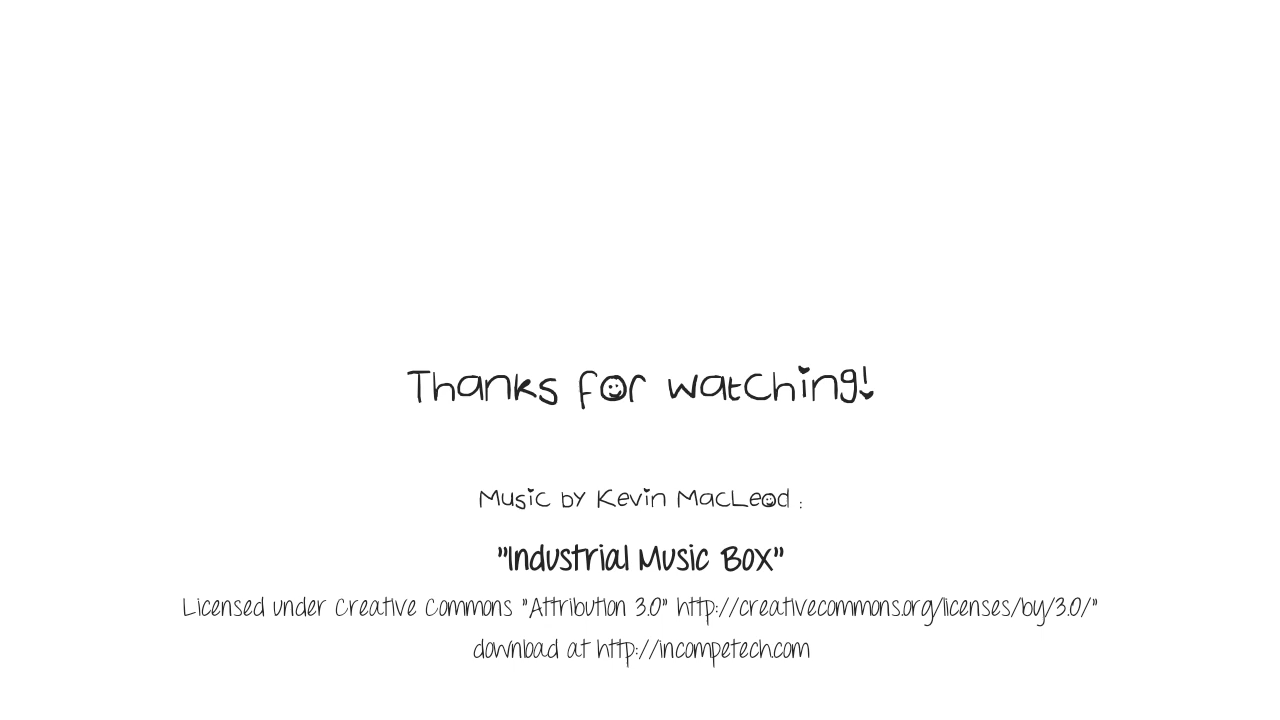 Thanks for watching!
Music by Kevin MacLeod :
"Industrial Music Box"
Licensed under Creative Commons "Attribution 3.0" http://creativecommons.org/licenses/by/3.0/"
download at http://incompetech.com